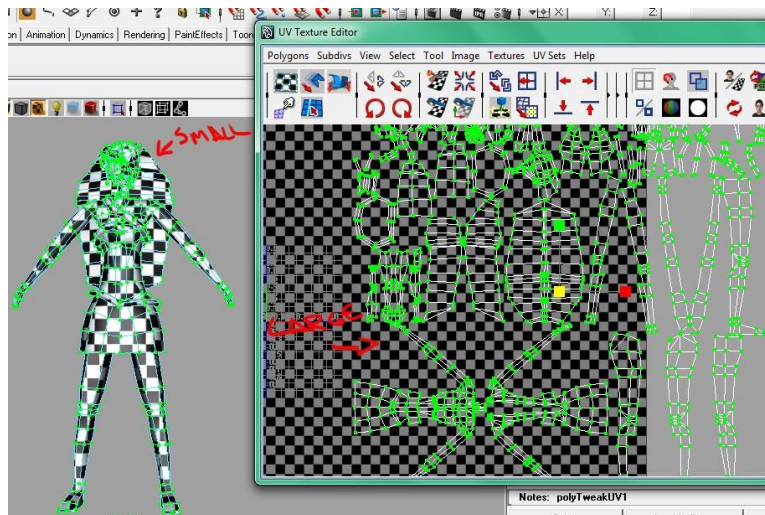 X:
Y:
Z:
on | Animation | Dynamics | Rendering | PaintEffects | Toon
UV Texture Editor
Polygons Subdivs View Select Tool Image Textures UV Sets Help
SMALL
LARGE
Notes: polyTweakUV1